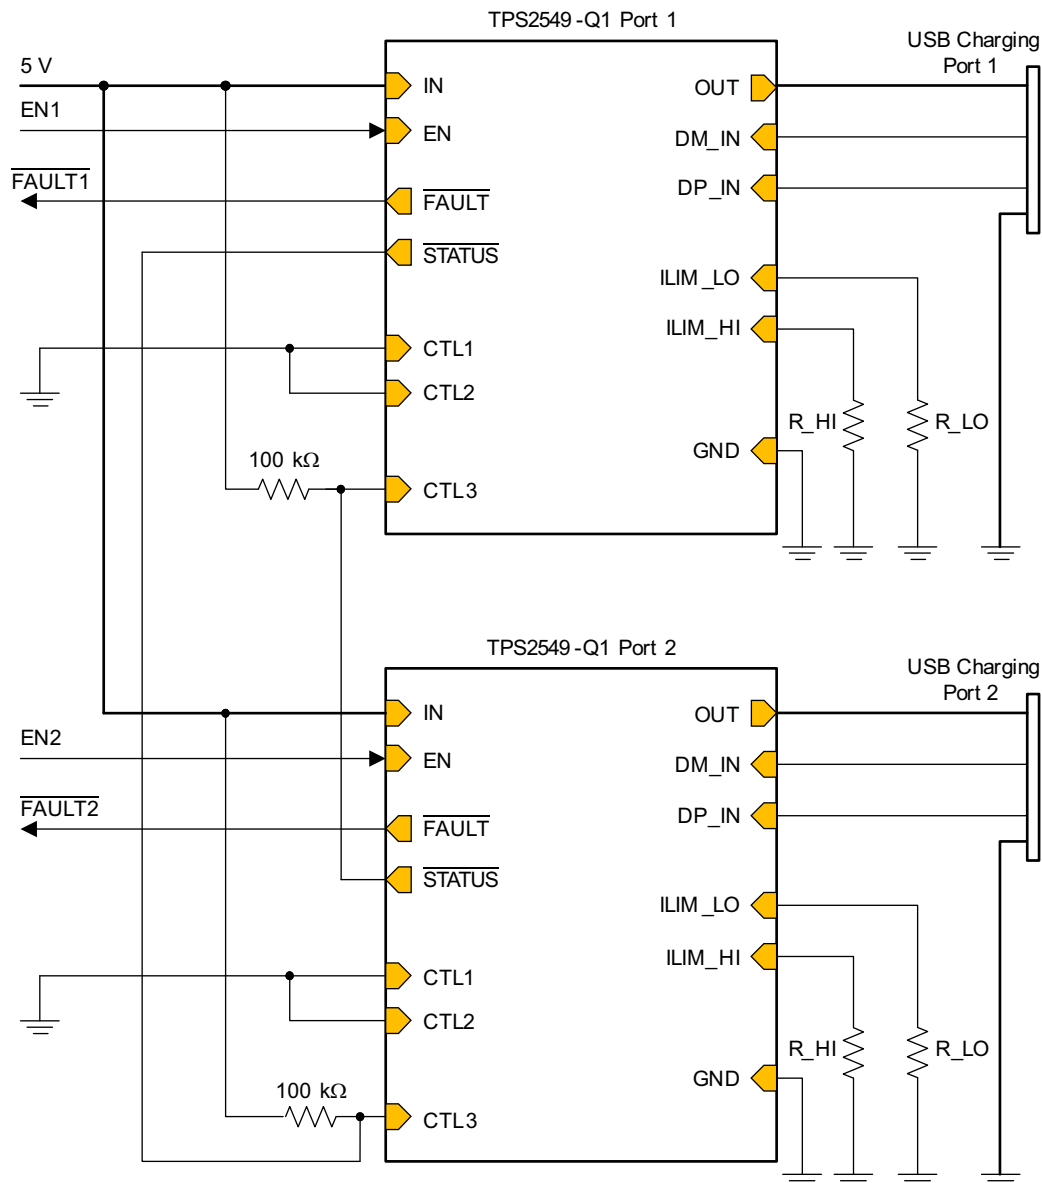 TPS2549-Q1 Port 1
USB Charging
Port 1
5 V
EN1
FAULT1
IN
EN
FAULT
STATUS
CTL1
CTL2
100 kΩ
CTL3
OUT
DM_IN
DP_IN
ILIM_LO
ILIM_HI
R_HI
R_LO
GND
TPS2549-Q1 Port 2
USB Charging
Port 2
EN2
FAULT2
IN
EN
FAULT
STATUS
CTL1
CTL2
100 kΩ
CTL3
OUT
DM_IN
DP_IN
ILIM_LO
ILIM_HI
R_HI
R_LO
GND